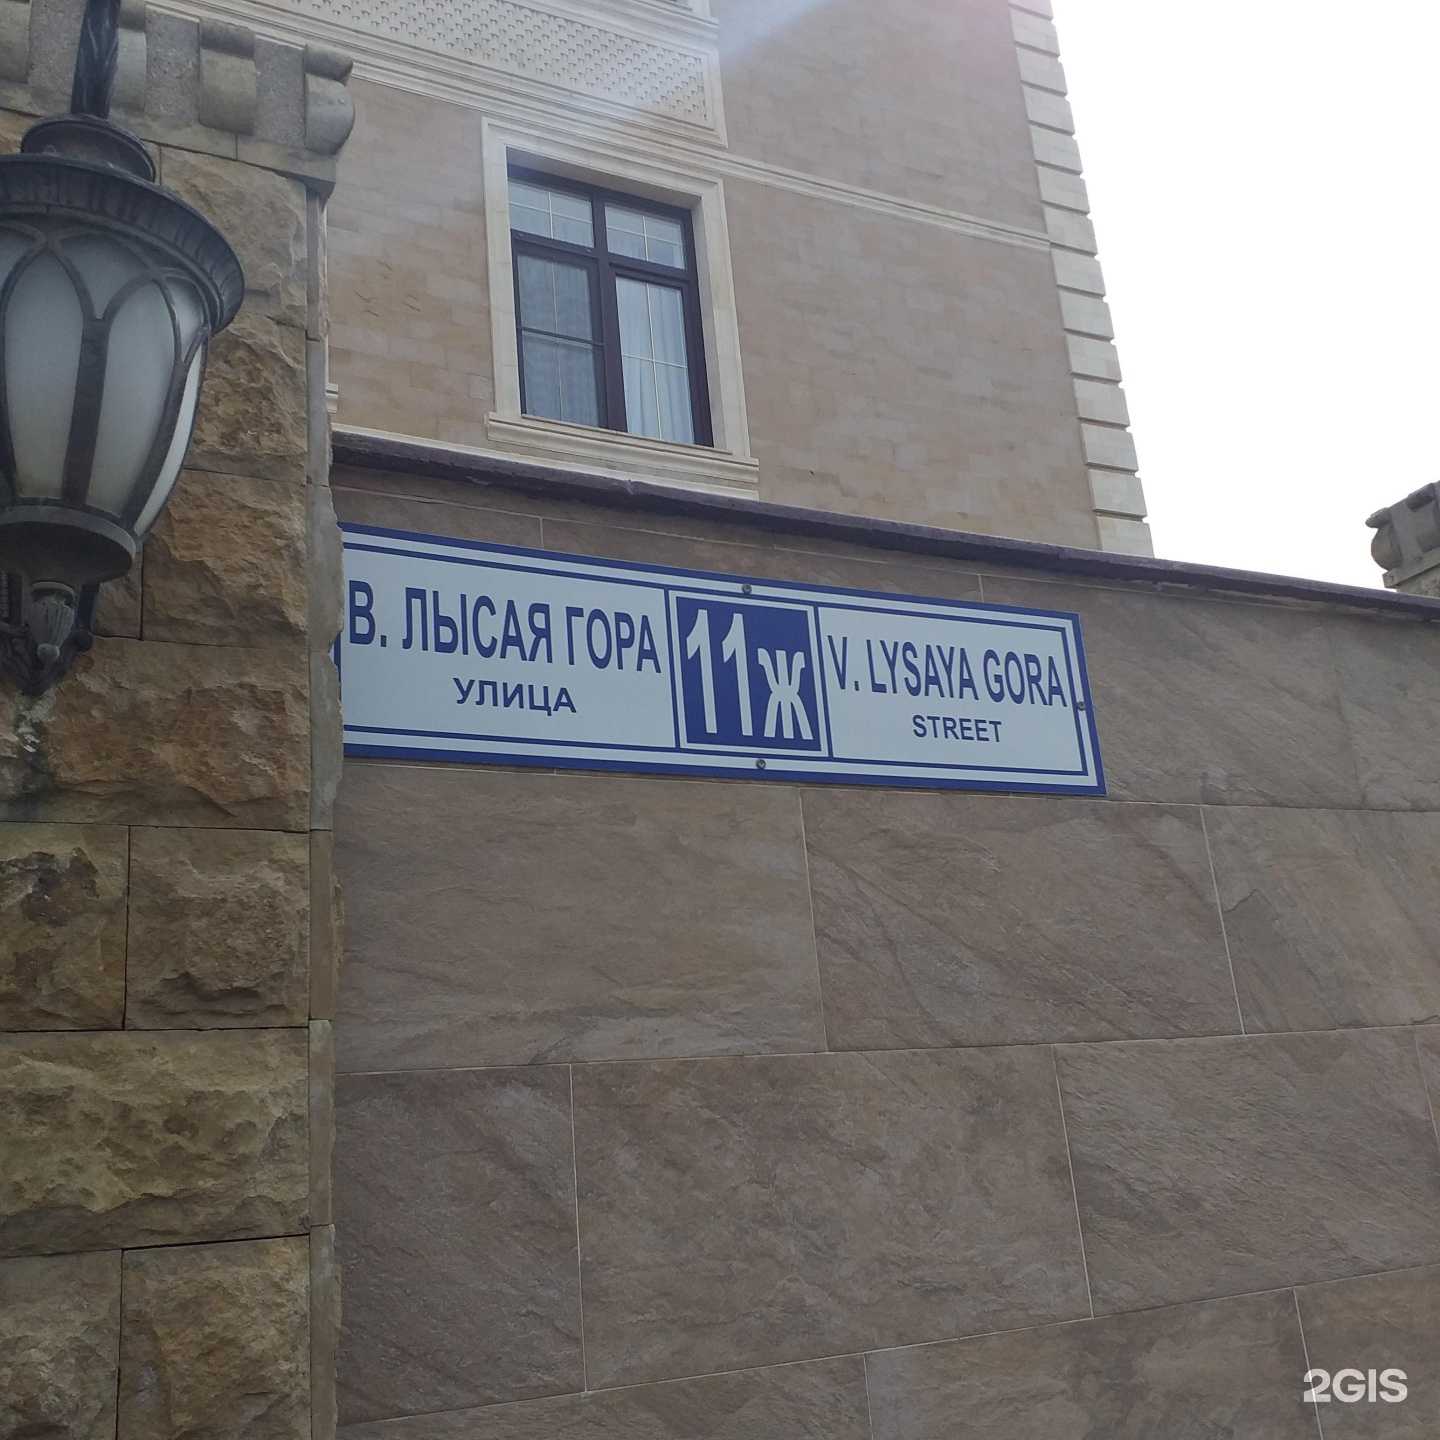 В. ЛЫСАЯ ГОРА
УЛИЦА
11ж
V. LYSAYA GORA
STREET
2GIS